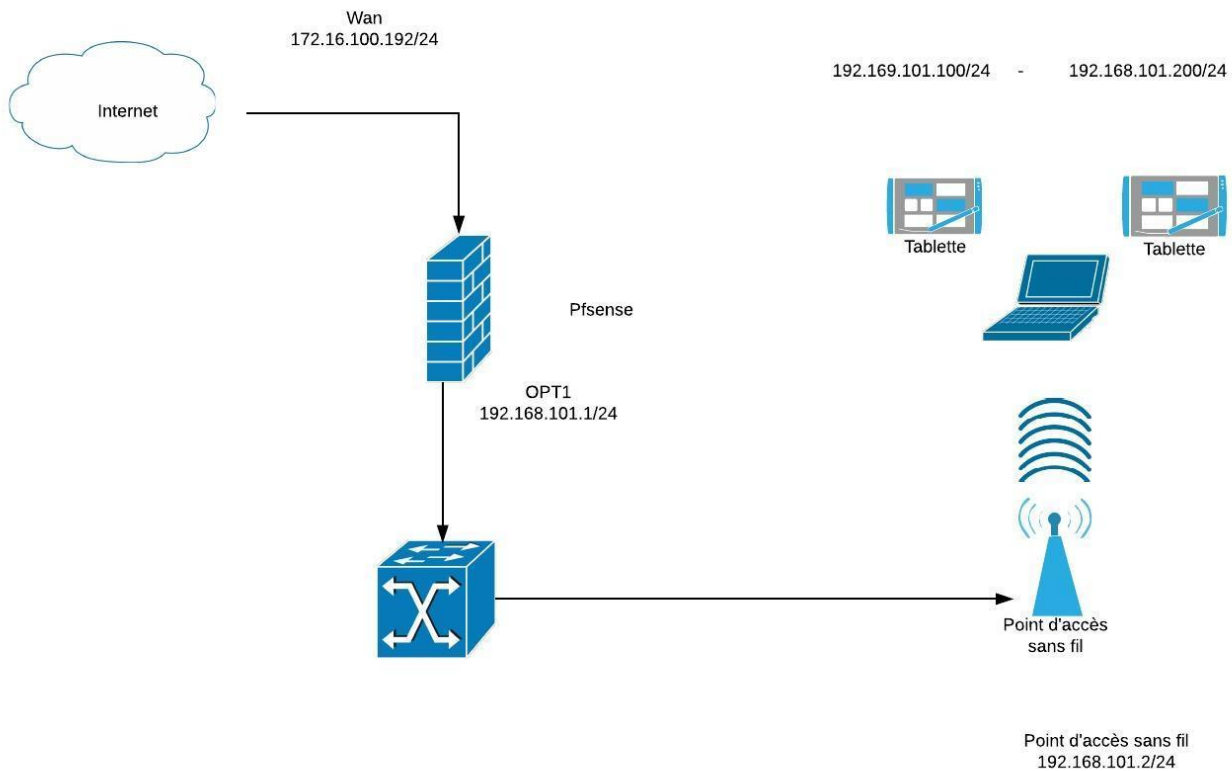 Wan
172.16.100.192/24
192.169.101.100/24 - 192.168.101.200/24
Internet
Tablette
Tablette
Pfsense
OPT1
192.168.101.1/24
Point d'accès
sans fil
Point d'accès sans fil
192.168.101.2/24